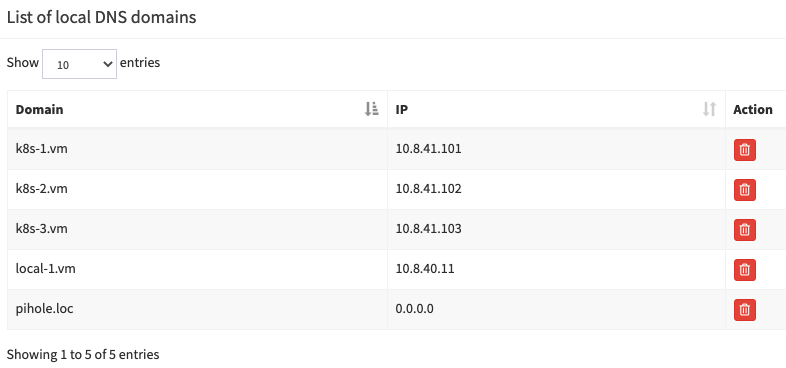 List of local DNS domains
Show 10 entries
Domain IP Action
k8s-1.vm 10.8.41.101
k8s-2.vm 10.8.41.102
k8s-3.vm 10.8.41.103
local-1.vm 10.8.40.11
pihole.loc 0.0.0.0
Showing 1 to 5 of 5 entries